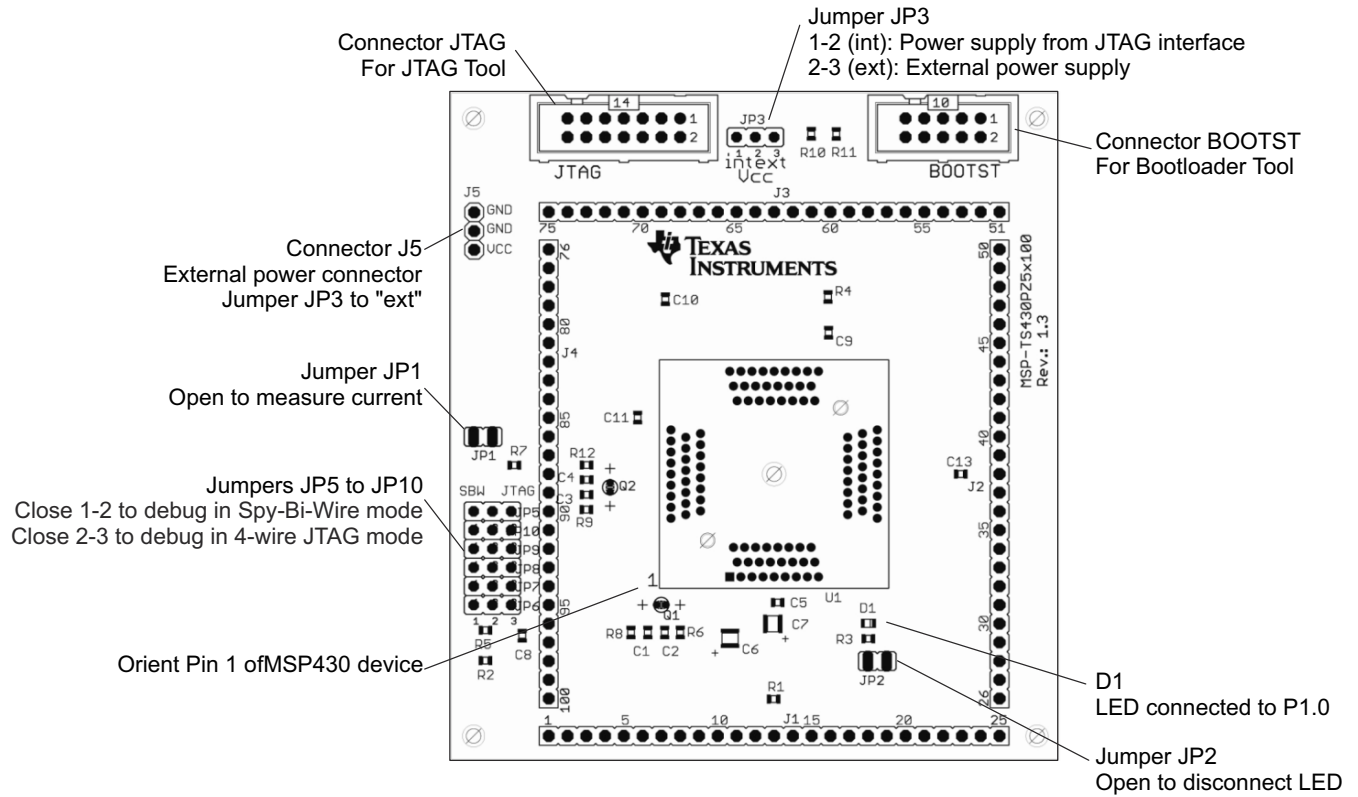 Jumper JP3
1-2 (int): Power supply from JTAG interface
2-3 (ext): External power supply
Connector JTAG
For JTAG Tool
Connector BOOTST
For Bootloader Tool
Connector J5
External power connector
Jumper JP3 to "ext"
Jumper JP1
Open to measure current
Jumpers JP5 to JP10
Close 1-2 to debug in Spy-Bi-Wire mode
Close 2-3 to debug in 4-wire JTAG mode
Orient Pin 1 ofMSP430 device
D1
LED connected to P1.0
Jumper JP2
Open to disconnect LED
14
1
2
JTAG
JP3
1 2 3
intext
Vcc
R10 R11
10
1
2
BOOTST
J5
GND
GND
VCC
J3
75 70 65 60 55 51
TEXAS
INSTRUMENTS
76
80
J4
85
90
95
100
50
45
40
J2
35
30
26
MSP-TS430PZ5x100
Rev.: 1.3
C10
R4
C9
C11
C13
JP1
R7
R12
C4
C3
R9
+
Q2
+
SBW JTAG
JP5
JP10
JP9
JP8
JP7
JP6
1 2 3
R5
R2
C8
1
U1
+ Q1 +
R8 C1 C2 R6
C5
C7
+
C6
+
D1
R3
JP2
R1
1 5 10 J1 15 20 25